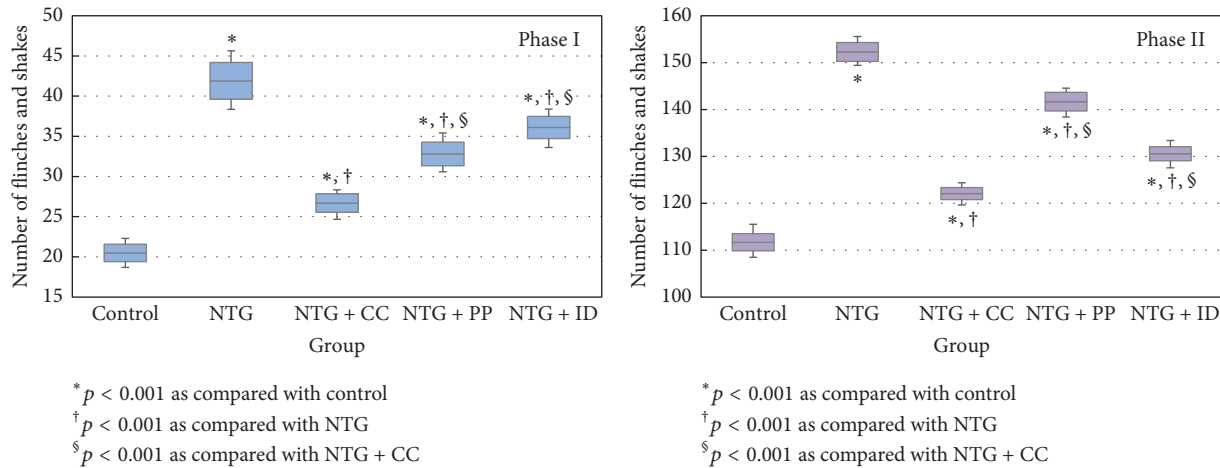 Number of flinches and shakes
50
45
40
35
30
25
20
15
Phase I
*
*, †
*, †, §
*, †, §
Control NTG NTG + CC NTG + PP NTG + ID
Group
* p < 0.001 as compared with control
† p < 0.001 as compared with NTG
§ p < 0.001 as compared with NTG + CC
Number of flinches and shakes
160
150
140
130
120
110
100
Phase II
*
*, †
*, †, §
*, †, §
Control NTG NTG + CC NTG + PP NTG + ID
Group
* p < 0.001 as compared with control
† p < 0.001 as compared with NTG
§ p < 0.001 as compared with NTG + CC